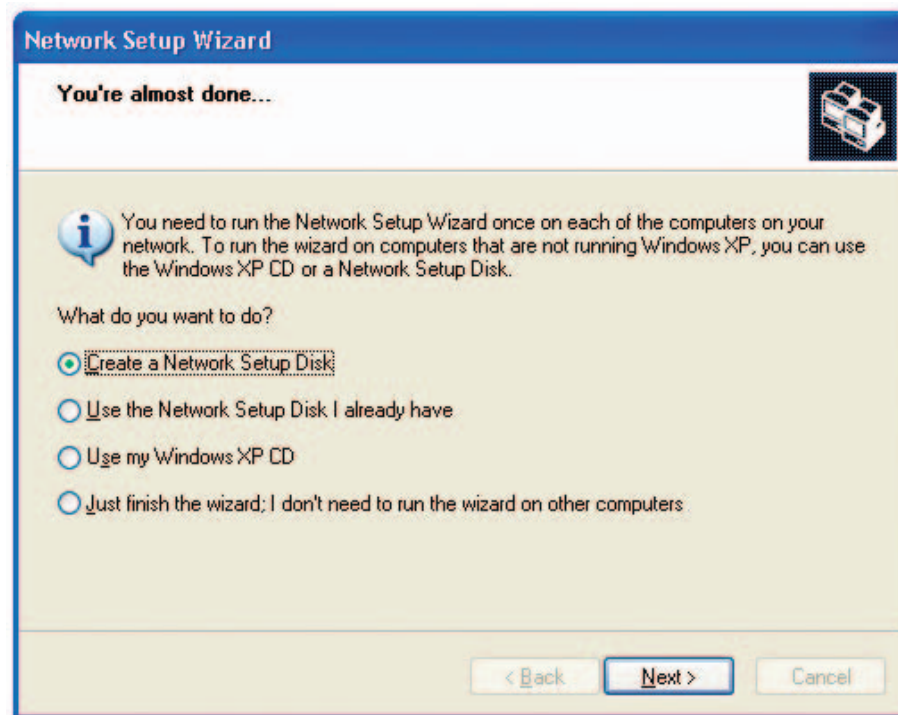 Network Setup Wizard
You're almost done...
You need to run the Network Setup Wizard once on each of the computers on your
network. To run the wizard on computers that are not running Windows XP, you can use
the Windows XP CD or a Network Setup Disk.
What do you want to do?
Create a Network Setup Disk
Use the Network Setup Disk I already have
Use my Windows XP CD
Just finish the wizard; I don't need to run the wizard on other computers
< Back Next > Cancel